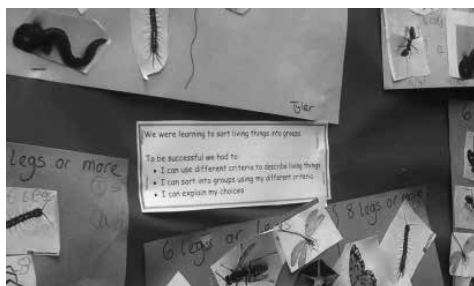 Tyler
We were learning to sort living things into groups.
To be successful we had to:
I can use different criteria to describe living things
I can sort into groups using my different criteria
I can explain my choices
legs or more
6 legs or less
8 legs or more
6